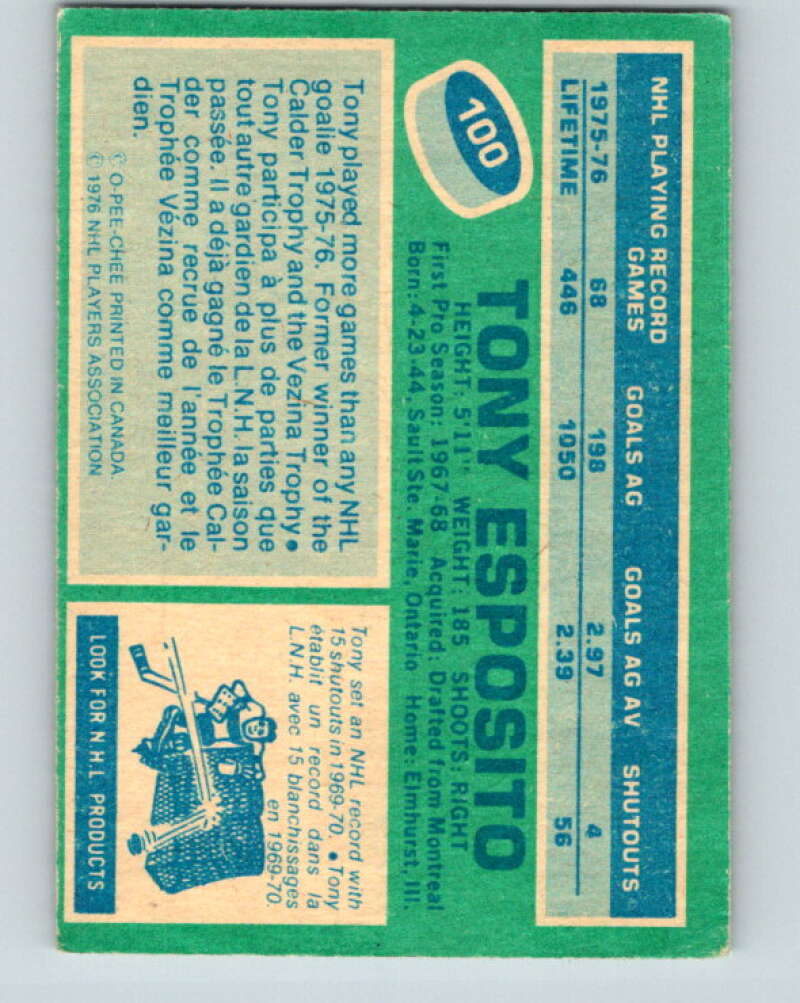 NHL PLAYING RECORD
GAMES GOALS AG GOALS AG AV SHUTOUTS
1975-76 68 198 2.97 4
LIFETIME 446 1050 2.39 56
100
TONY ESPOSITO
HEIGHT: 5'11" WEIGHT: 185 SHOOTS: RIGHT
First Pro Season: 1967-68 Acquired: Drafted from Montreal
Born: 4-23-44, Sault Ste. Marie, Ontario Home: Elmhurst, Ill.
Tony played more games than any NHL
goalie 1975-76. Former winner of the
Calder Trophy and the Vezina Trophy •
Tony participa à plus de parties que
tout autre gardien de la L.N.H. la saison
passée. Il a déjà gagné le Trophée Cal-
der comme recrue de l'année et le
Trophée Vézina comme meilleur gar-
dien.
© O-PEE-CHEE PRINTED IN CANADA.
© 1976 NHL PLAYERS ASSOCIATION
Tony set an NHL record with
15 shutouts in 1969-70. • Tony
établit un record dans la
L.N.H. avec 15 blanchissages
en 1969-70.
LOOK FOR N.H.L PRODUCTS